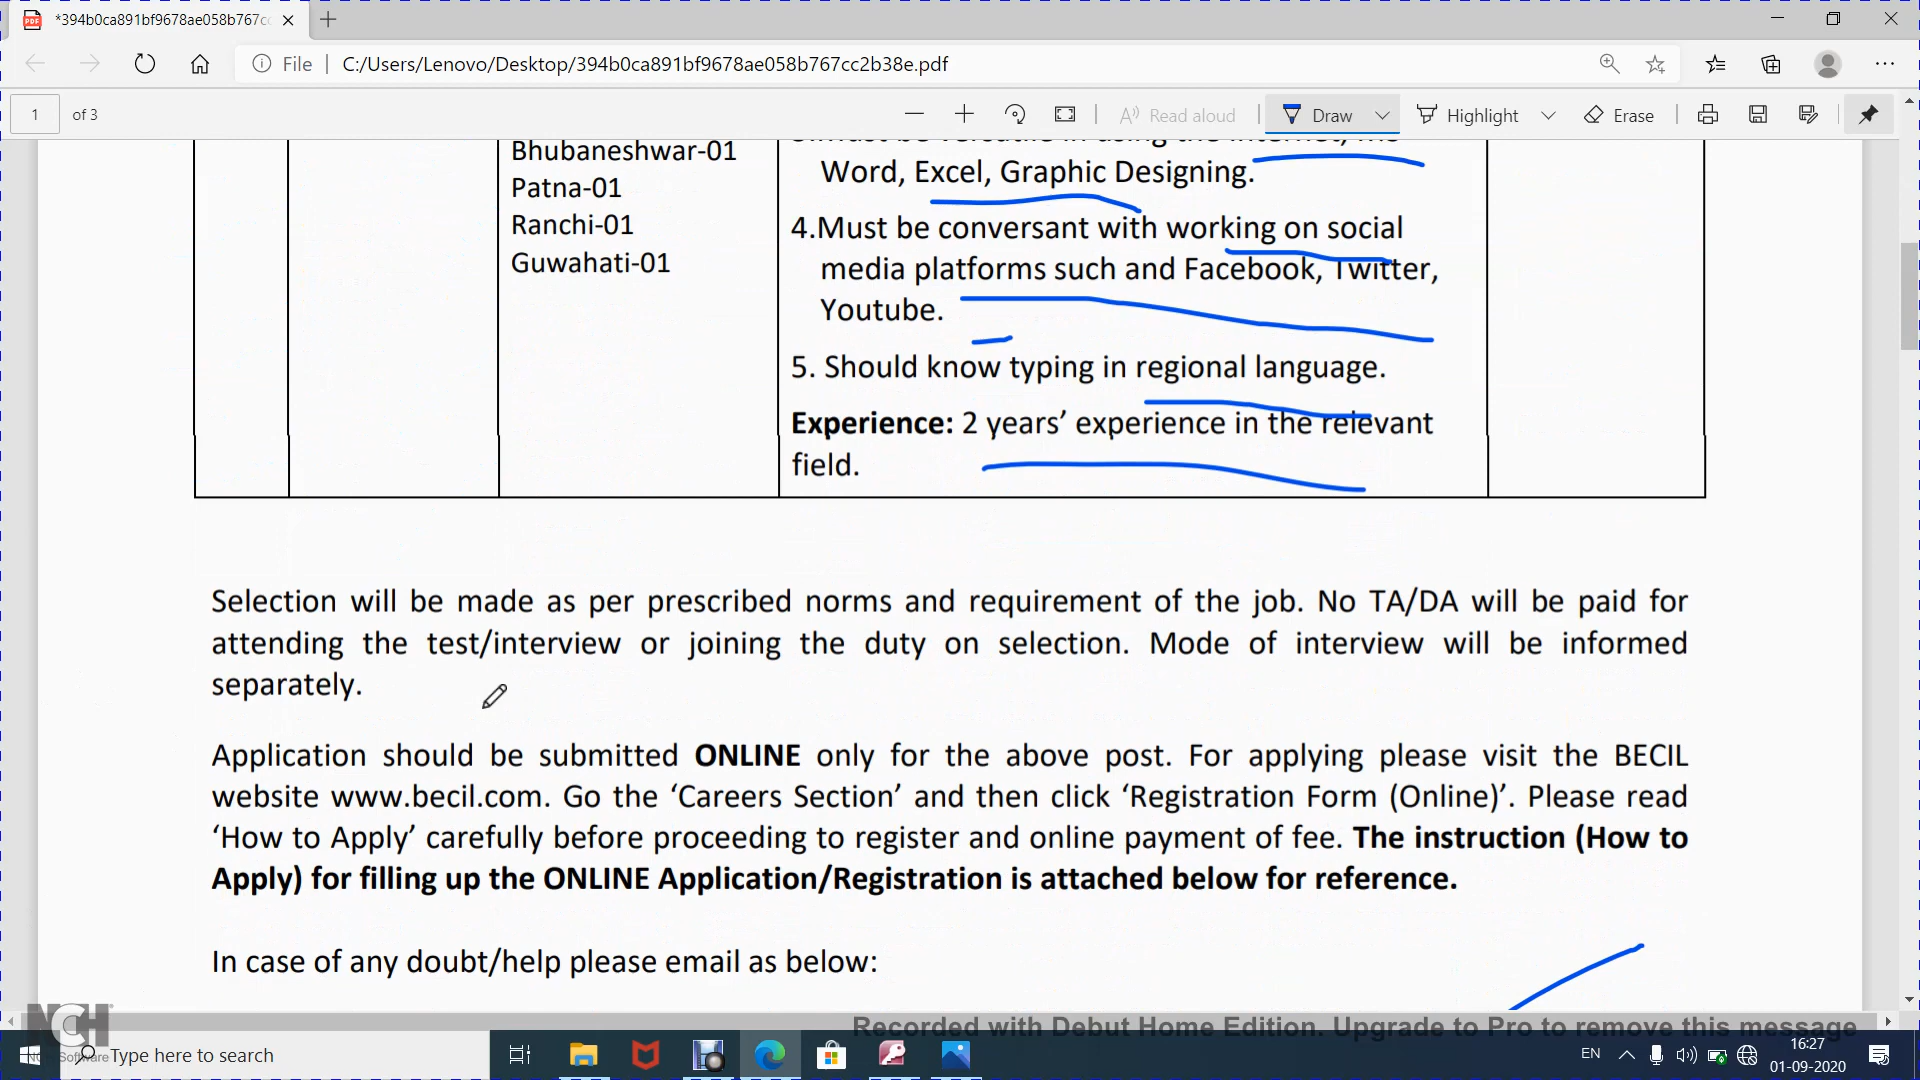 *394b0ca891bf9678ae058b767cc
File
C:/Users/Lenovo/Desktop/394b0ca891bf9678ae058b767cc2b38e.pdf
1 of 3
Read aloud
Draw
Highlight
Erase
Bhubaneshwar-01
Patna-01
Ranchi-01
Guwahati-01
Word, Excel, Graphic Designing.
4.Must be conversant with working on social
media platforms such and Facebook, Twitter,
Youtube.
5. Should know typing in regional language.
Experience: 2 years’ experience in the relevant
field.
Selection will be made as per prescribed norms and requirement of the job. No TA/DA will be paid for
attending the test/interview or joining the duty on selection. Mode of interview will be informed
separately.
Application should be submitted ONLINE only for the above post. For applying please visit the BECIL
website www.becil.com. Go the ‘Careers Section’ and then click ‘Registration Form (Online)’. Please read
‘How to Apply’ carefully before proceeding to register and online payment of fee. The instruction (How to
Apply) for filling up the ONLINE Application/Registration is attached below for reference.
In case of any doubt/help please email as below:
NCH
Recorded with Debut Home Edition. Upgrade to Pro to remove this message
Type here to search
EN
16:27
01-09-2020